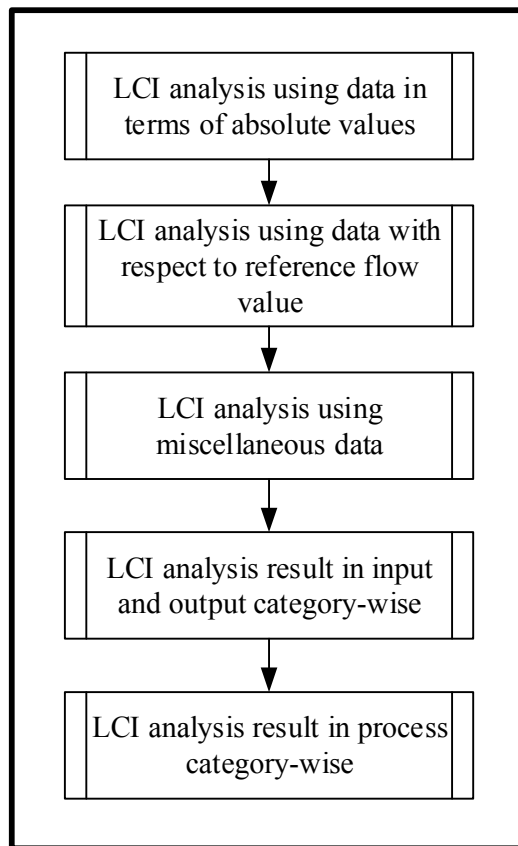 LCI analysis using data in
terms of absolute values
LCI analysis using data with
respect to reference flow
value
LCI analysis using
miscellaneous data
LCI analysis result in input
and output category-wise
LCI analysis result in process
category-wise